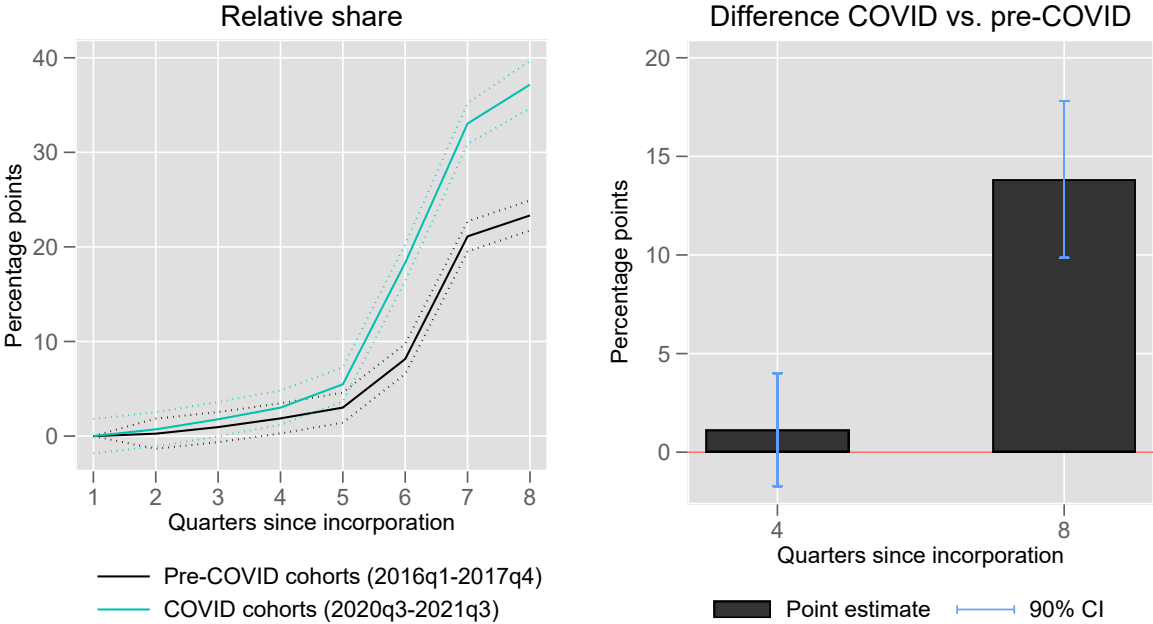 Relative share
Percentage points
40
30
20
10
0
1 2 3 4 5 6 7 8
Quarters since incorporation
Pre-COVID cohorts (2016q1-2017q4)
COVID cohorts (2020q3-2021q3)
Difference COVID vs. pre-COVID
Percentage points
20
15
10
5
0
4 8
Quarters since incorporation
Point estimate 90% CI